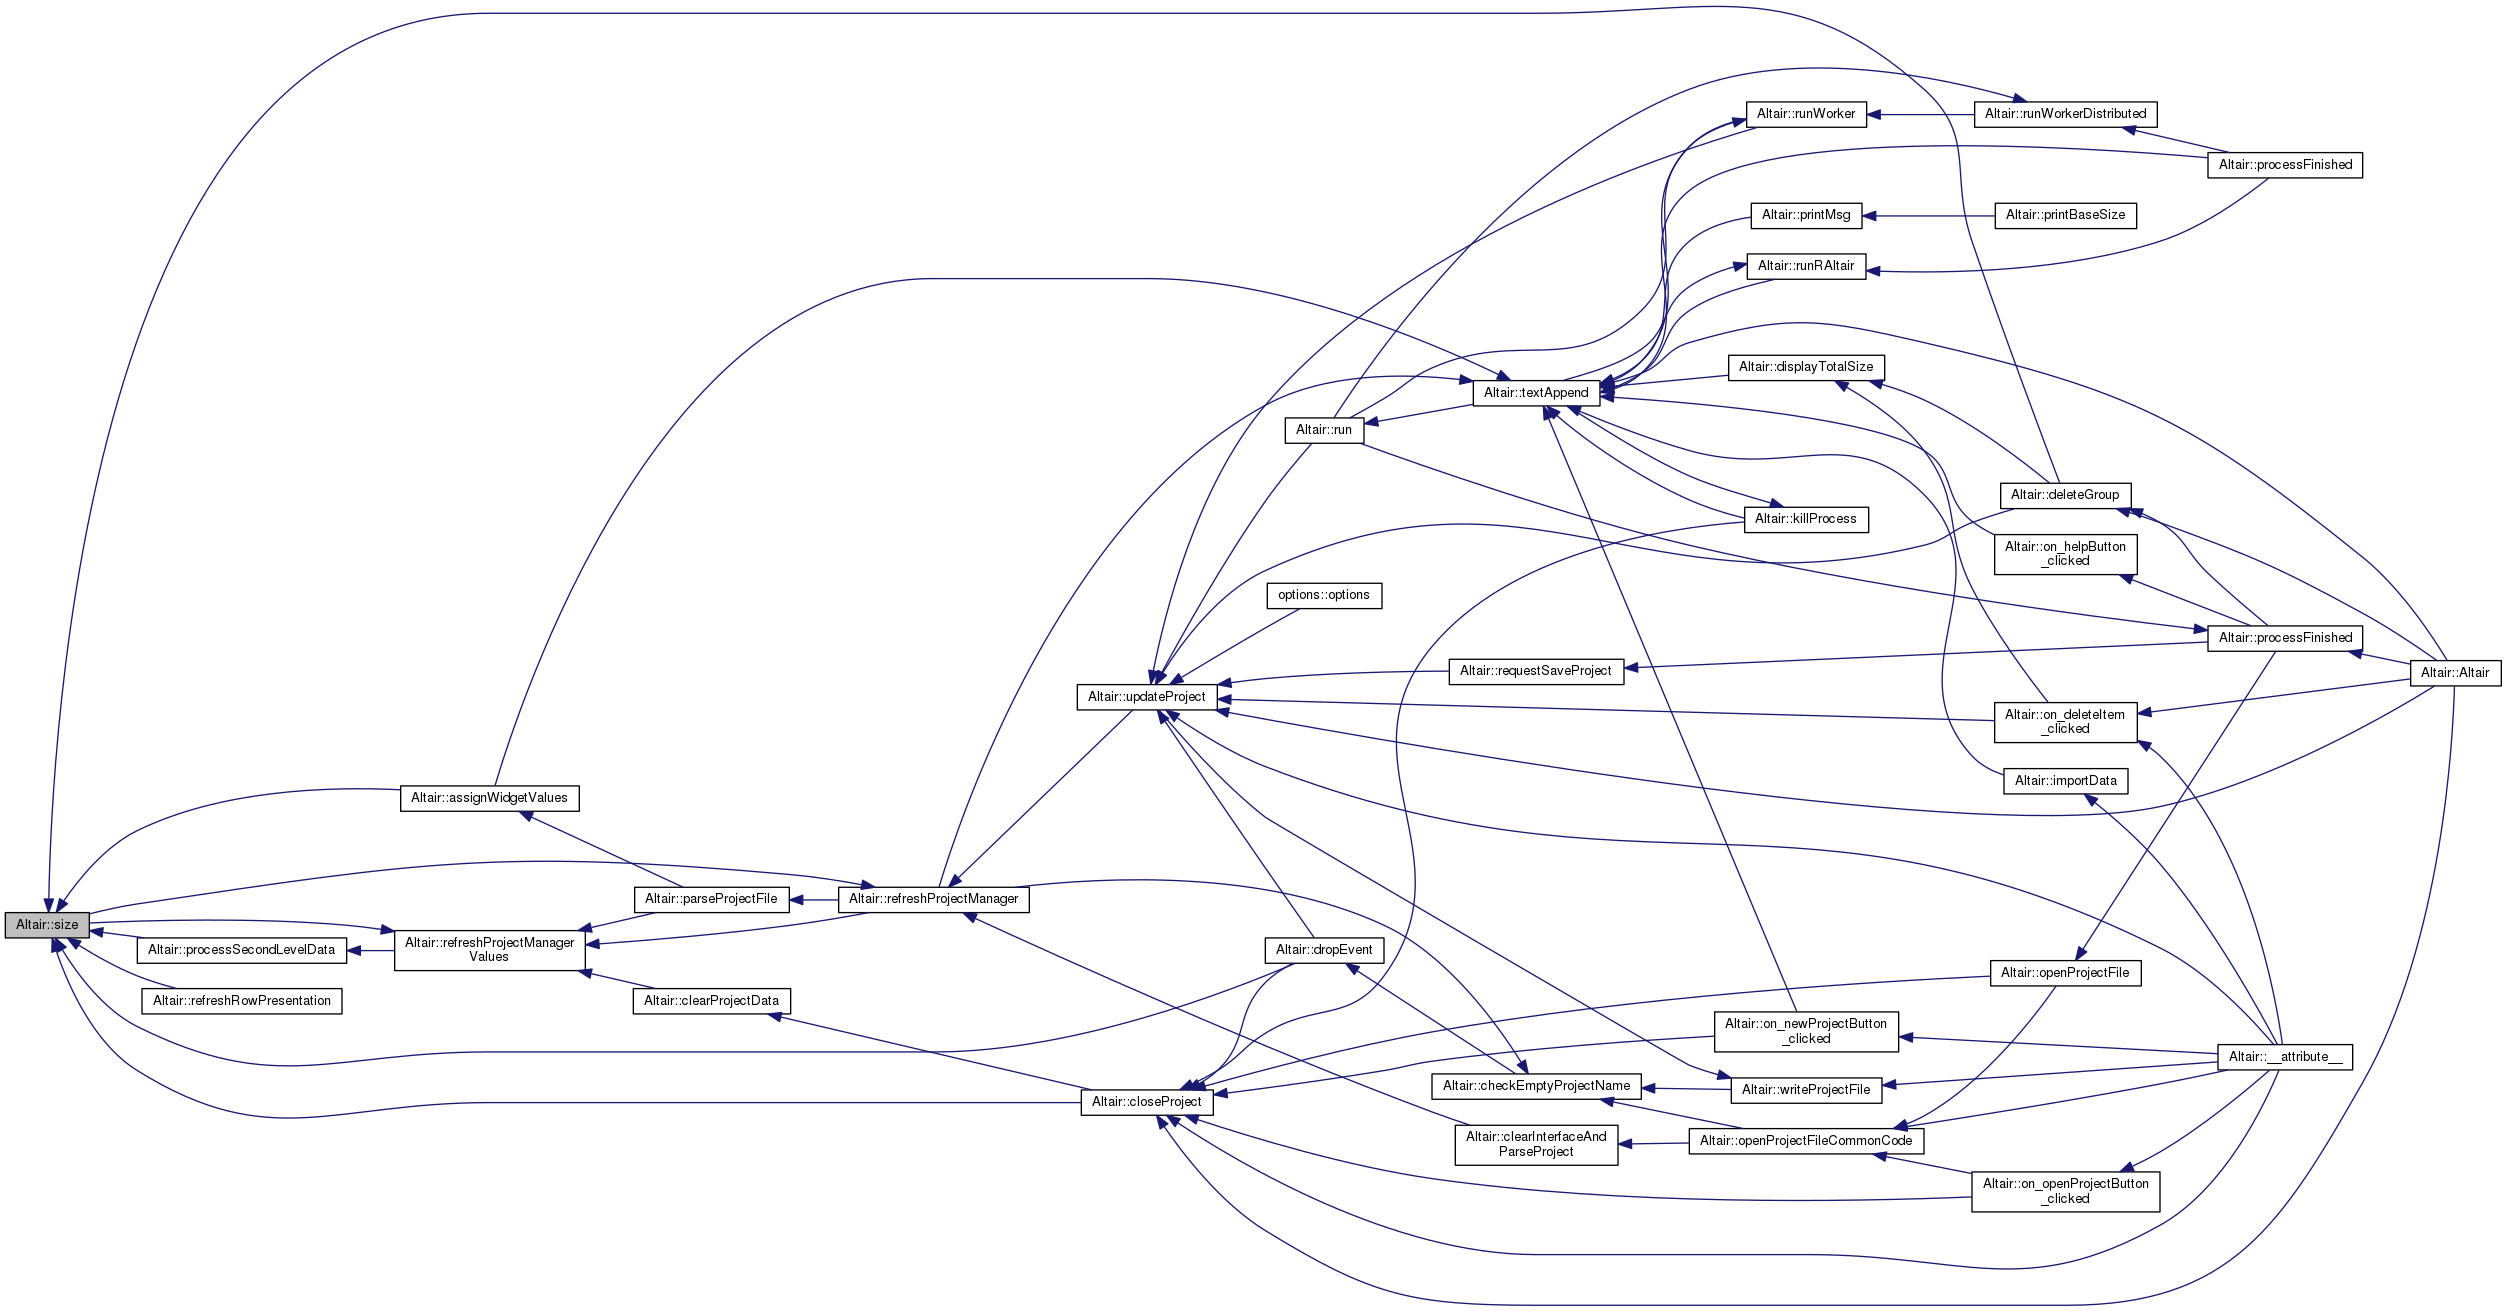 Altair::runWorker
Altair::runWorkerDistributed
Altair::processFinished
Altair::printMsg
Altair::printBaseSize
Altair::runRAltair
Altair::displayTotalSize
Altair::textAppend
Altair::run
Altair::deleteGroup
Altair::killProcess
Altair::on_helpButton
_clicked
options::options
Altair::processFinished
Altair::requestSaveProject
Altair::Altair
Altair::updateProject
Altair::on_deleteItem
_clicked
Altair::importData
Altair::assignWidgetValues
Altair::parseProjectFile
Altair::refreshProjectManager
Altair::size
Altair::processSecondLevelData
Altair::refreshProjectManager
Values
Altair::dropEvent
Altair::openProjectFile
Altair::refreshRowPresentation
Altair::clearProjectData
Altair::on_newProjectButton
_clicked
Altair::__attribute__
Altair::checkEmptyProjectName
Altair::writeProjectFile
Altair::closeProject
Altair::clearInterfaceAnd
ParseProject
Altair::openProjectFileCommonCode
Altair::on_openProjectButton
_clicked